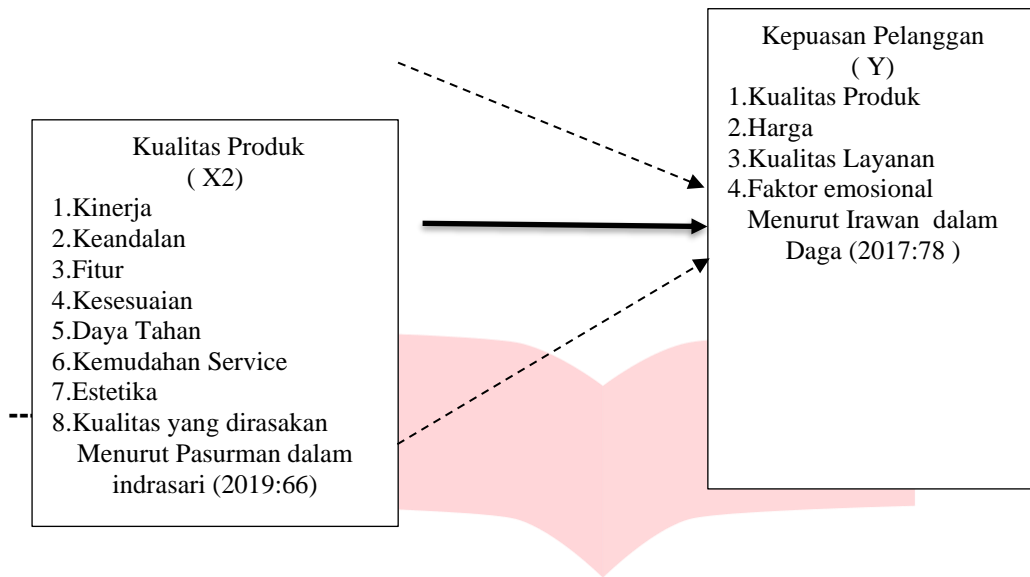 Kualitas Produk
( X2)
1.Kinerja
2.Keandalan
3.Fitur
4.Kesesuaian
5.Daya Tahan
6.Kemudahan Service
7.Estetika
8.Kualitas yang dirasakan
Menurut Pasurman dalam
indrasari (2019:66)
Kepuasan Pelanggan
( Y)
1.Kualitas Produk
2.Harga
3.Kualitas Layanan
4.Faktor emosional
Menurut Irawan dalam
Daga (2017:78 )